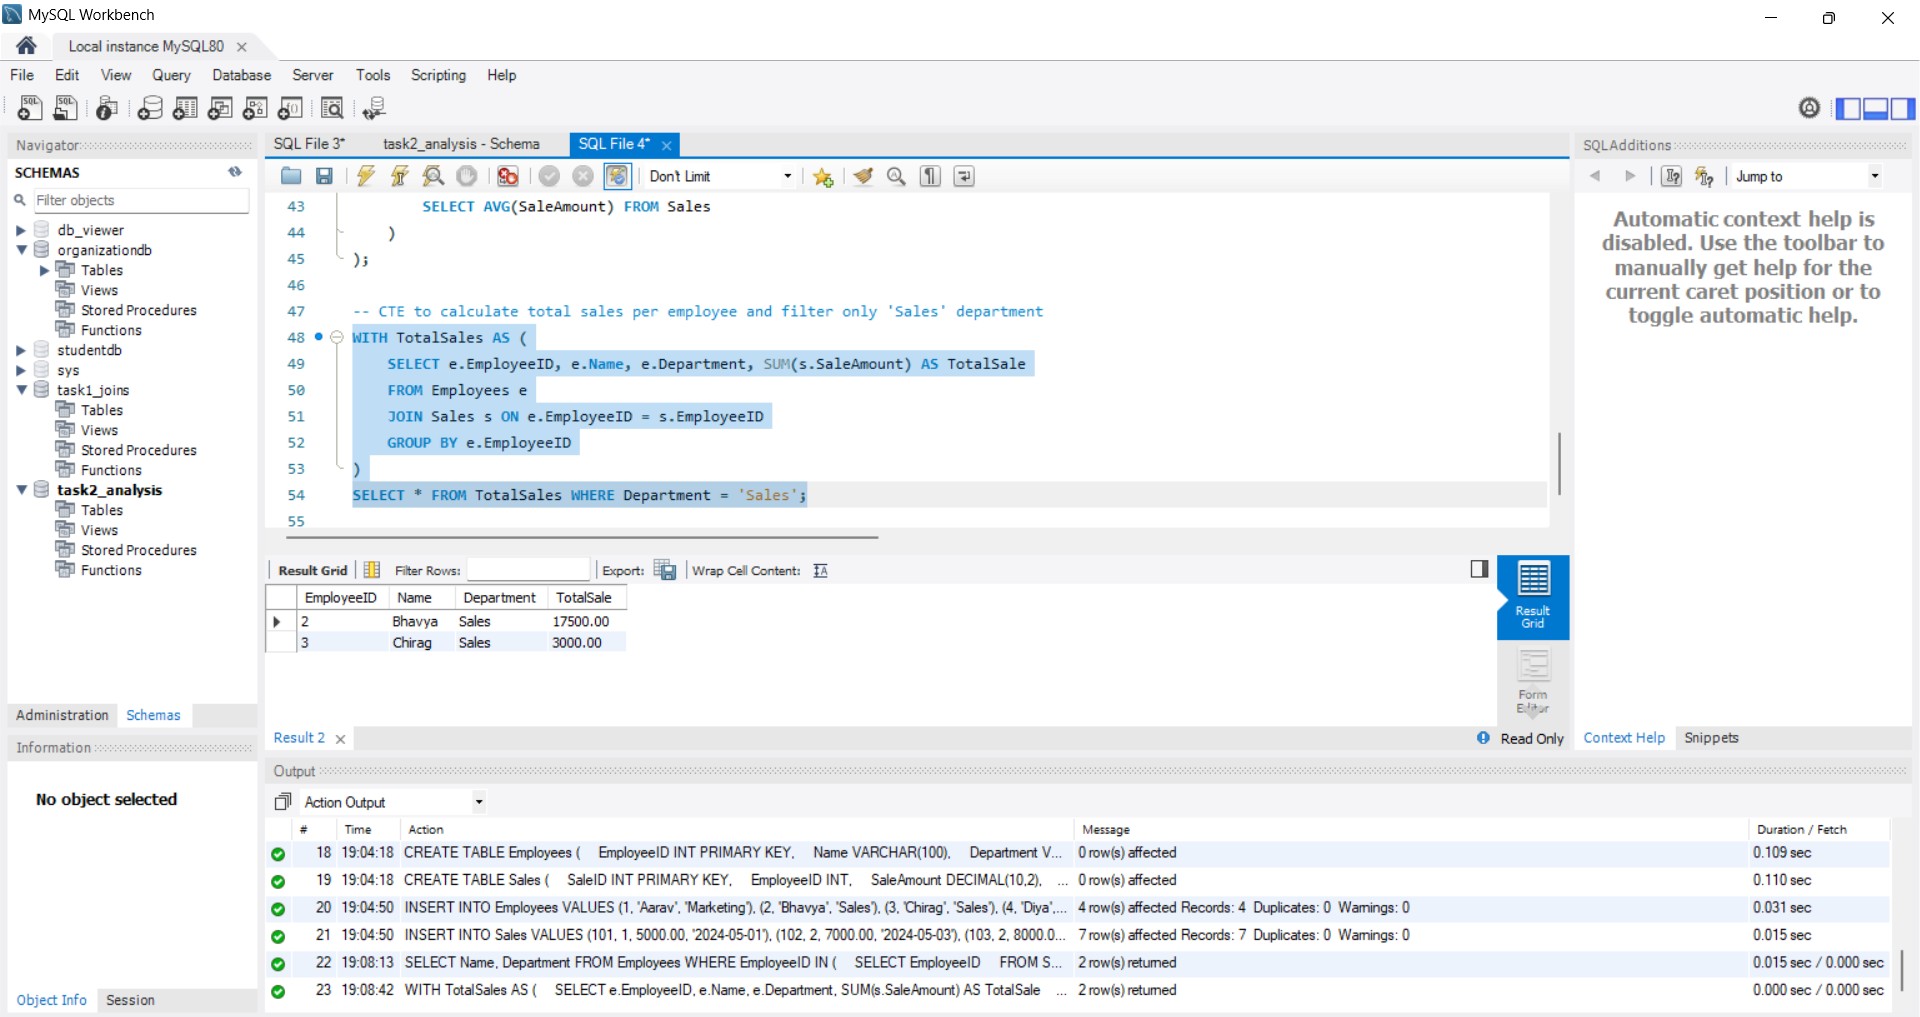 MySQL Workbench
Local instance MySQL80
File Edit View Query Database Server Tools Scripting Help
Navigator
SCHEMAS
Filter objects
db_viewer
organizationdb
Tables
Views
Stored Procedures
Functions
studentdb
sys
task1_joins
Tables
Views
Stored Procedures
Functions
task2_analysis
Tables
Views
Stored Procedures
Functions
Administration Schemas
Information
No object selected
Object Info Session
SQL File 3* task2_analysis - Schema SQL File 4*
Don't Limit
43 SELECT AVG(SaleAmount) FROM Sales
44 )
45 );
46
47 -- CTE to calculate total sales per employee and filter only 'Sales' department
48 WITH TotalSales AS (
49 SELECT e.EmployeeID, e.Name, e.Department, SUM(s.SaleAmount) AS TotalSale
50 FROM Employees e
51 JOIN Sales s ON e.EmployeeID = s.EmployeeID
52 GROUP BY e.EmployeeID
53 )
54 SELECT * FROM TotalSales WHERE Department = 'Sales';
55
Result Grid Filter Rows: Export: Wrap Cell Content:
EmployeeID Name Department TotalSale
2 Bhavya Sales 17500.00
3 Chirag Sales 3000.00
Result Grid
Form Editor
Result 2
Read Only
SQLAdditions
Jump to
Automatic context help is
disabled. Use the toolbar to
manually get help for the
current caret position or to
toggle automatic help.
Context Help Snippets
Output
Action Output
# Time Action Message Duration / Fetch
18 19:04:18 CREATE TABLE Employees ( EmployeeID INT PRIMARY KEY, Name VARCHAR(100), Department V... 0 row(s) affected 0.109 sec
19 19:04:18 CREATE TABLE Sales ( SaleID INT PRIMARY KEY, EmployeeID INT, SaleAmount DECIMAL(10,2), ... 0 row(s) affected 0.110 sec
20 19:04:50 INSERT INTO Employees VALUES (1, 'Aarav', 'Marketing'), (2, 'Bhavya', 'Sales'), (3, 'Chirag', 'Sales'), (4, 'Diya',... 4 row(s) affected Records: 4 Duplicates: 0 Warnings: 0 0.031 sec
21 19:04:50 INSERT INTO Sales VALUES (101, 1, 5000.00, '2024-05-01'), (102, 2, 7000.00, '2024-05-03'), (103, 2, 8000.0... 7 row(s) affected Records: 7 Duplicates: 0 Warnings: 0 0.015 sec
22 19:08:13 SELECT Name, Department FROM Employees WHERE EmployeeID IN ( SELECT EmployeeID FROM S... 2 row(s) returned 0.015 sec / 0.000 sec
23 19:08:42 WITH TotalSales AS ( SELECT e.EmployeeID, e.Name, e.Department, SUM(s.SaleAmount) AS TotalSale ... 2 row(s) returned 0.000 sec / 0.000 sec